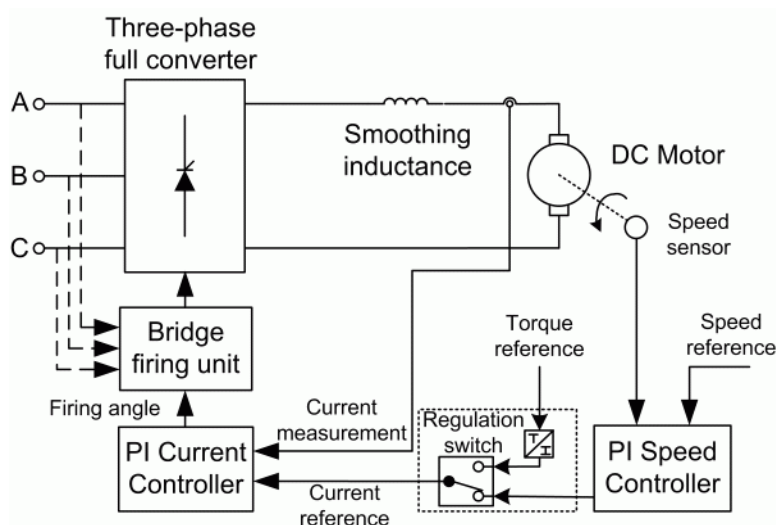 Three-phase
full converter
A
B
C
Smoothing
inductance
DC Motor
Speed
sensor
Bridge
firing unit
Torque
reference
Speed
reference
Firing angle
Current
measurement
Regulation
switch
T
I
PI Current
Controller
Current
reference
PI Speed
Controller